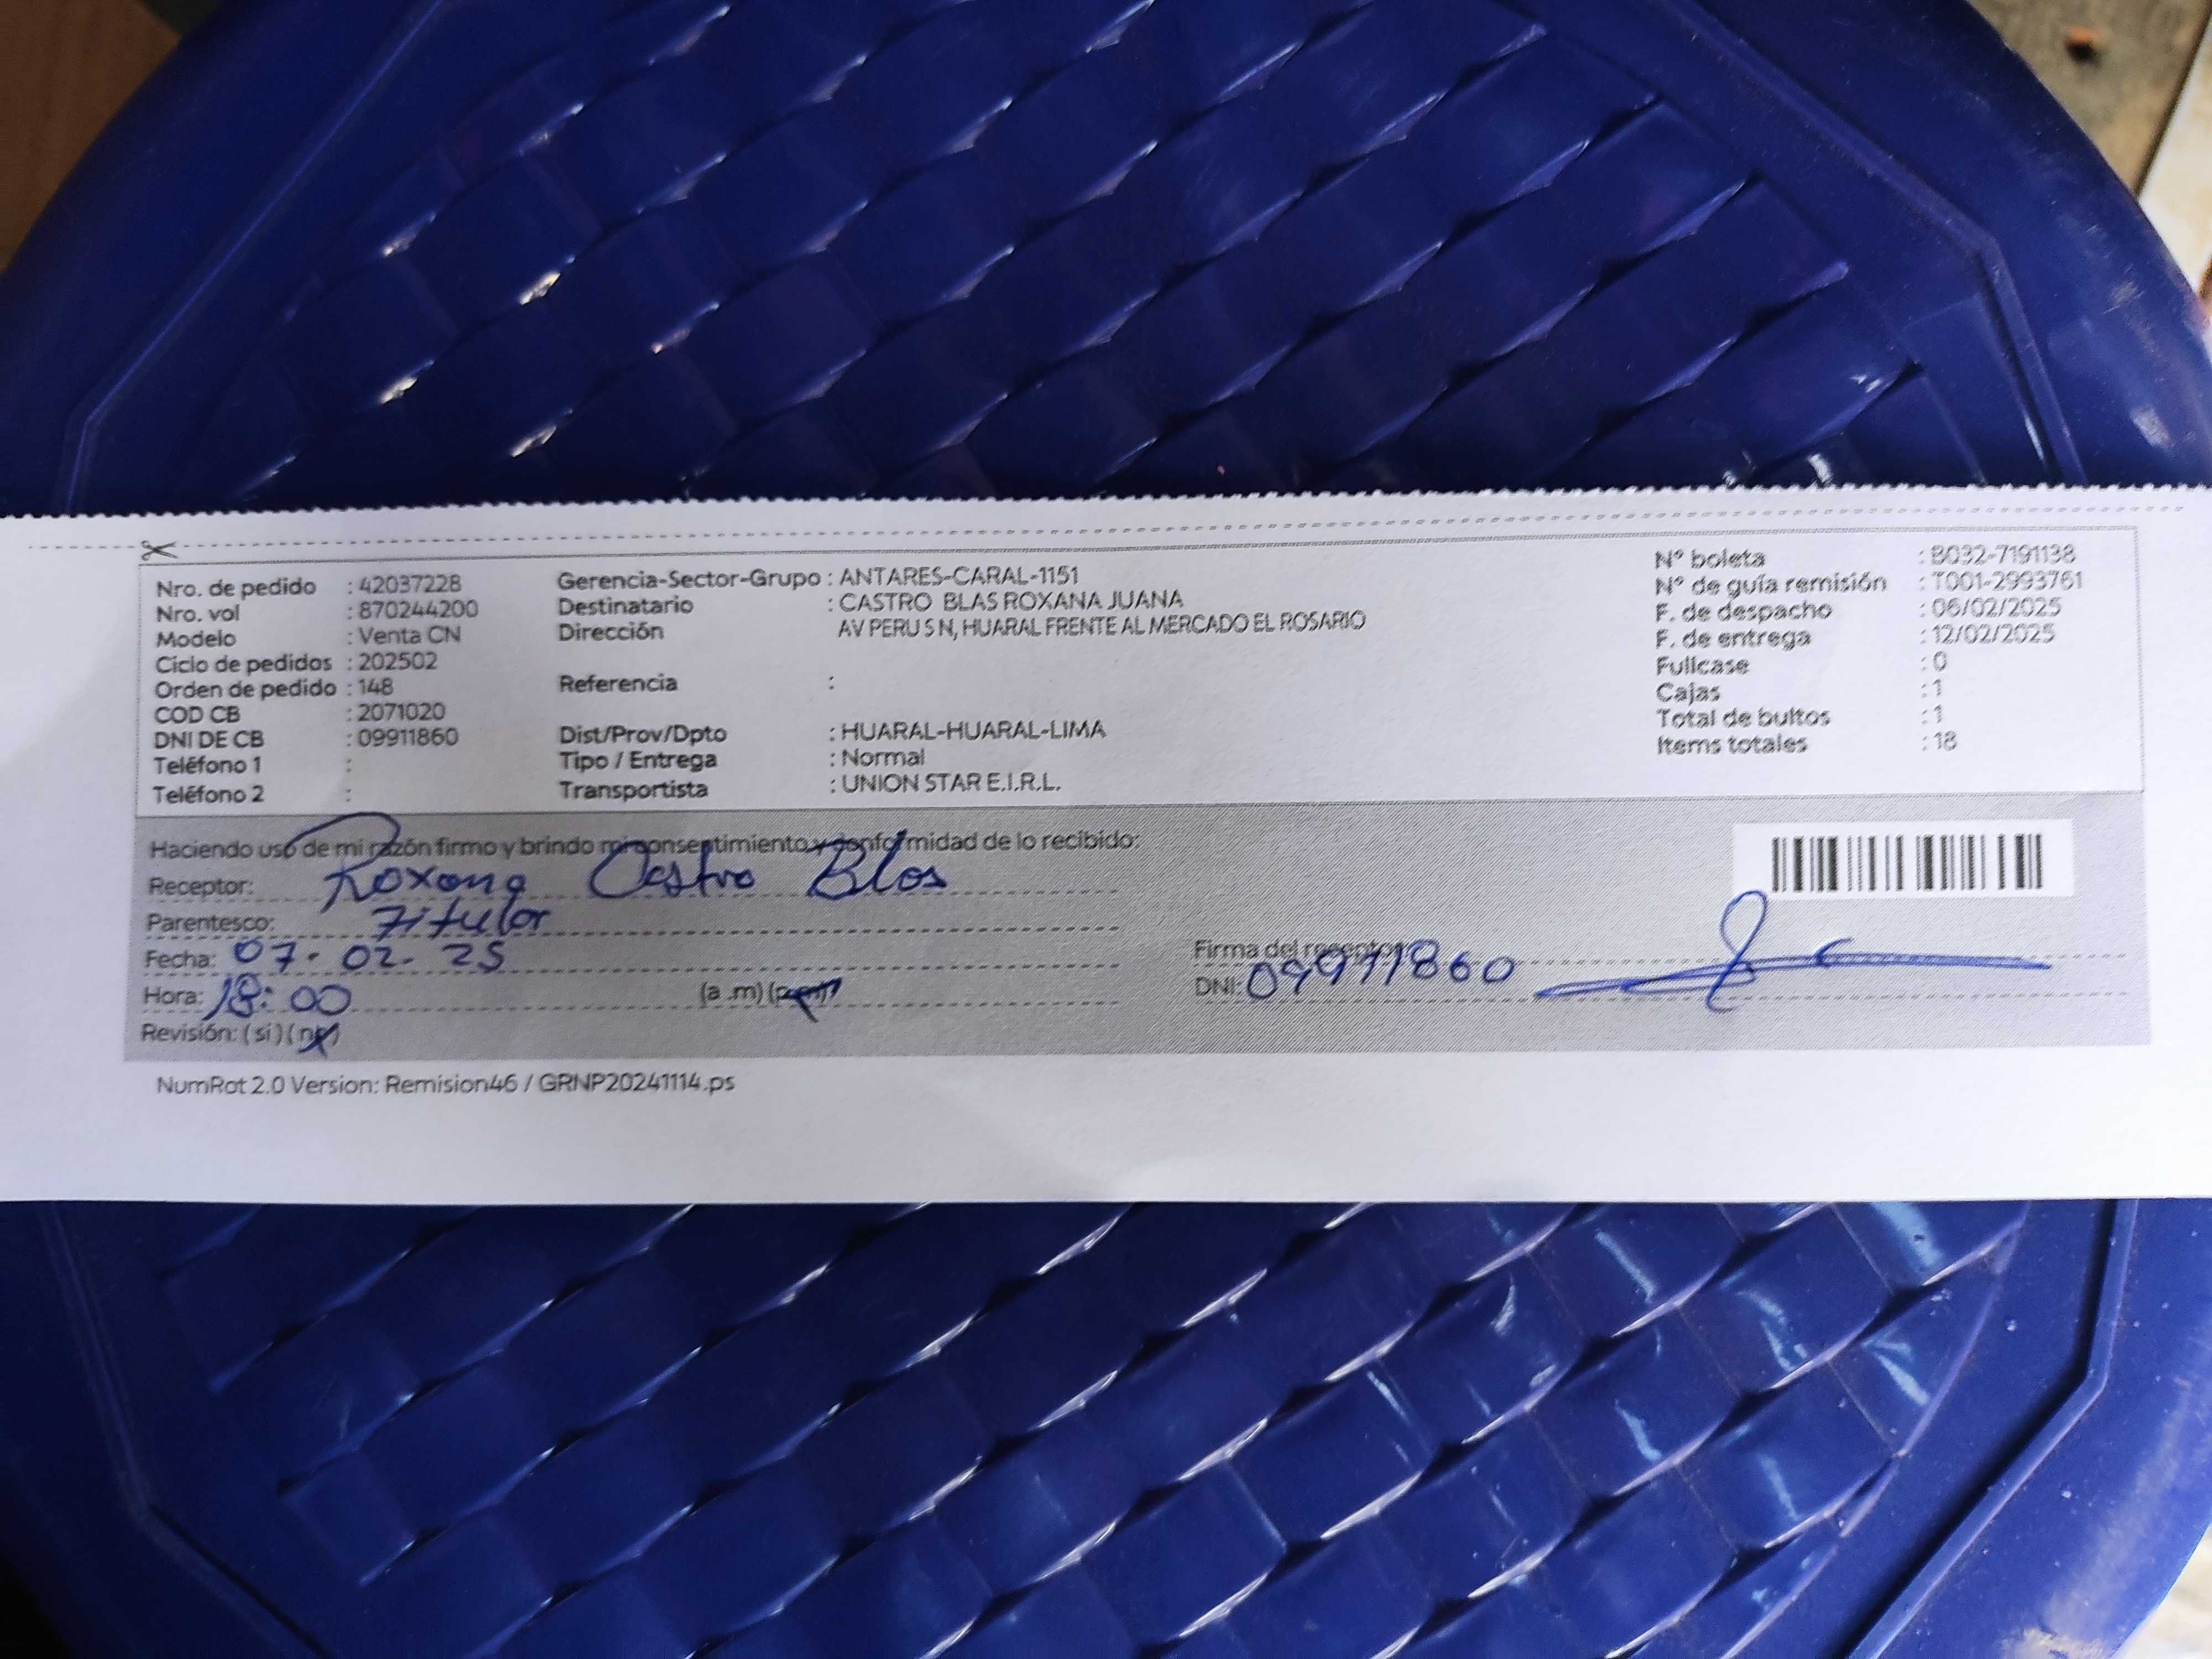 Nro. de pedido : 42037228
Nro. vol : 870244200
Modelo : Venta CN
Ciclo de pedidos : 202502
Orden de pedido : 148
COD CB : 2071020
DNI DE CB : 09911860
Teléfono 1 :
Teléfono 2 :
Gerencia-Sector-Grupo : ANTARES-CARAL-1151
Destinatario : CASTRO BLAS ROXANA JUANA
Dirección AV PERU S N, HUARAL FRENTE AL MERCADO EL ROSARIO
Referencia :
Dist/Prov/Dpto : HUARAL-HUARAL-LIMA
Tipo / Entrega : Normal
Transportista : UNION STAR E.I.R.L.
N° boleta : B032-7191138
N° de guía remisión : T001-2993761
F. de despacho : 06/02/2025
F. de entrega : 12/02/2025
Fullcase : 0
Cajas : 1
Total de bultos : 1
Items totales : 18
Haciendo uso de mi razón firmo y brindo mi consentimiento y conformidad de lo recibido:
Receptor: Roxana Castro Blas
Parentesco: Titular
Fecha: 07-02-25
Hora: 18:00 (a .m) (p .m)
Revisión: (si) (no)
Firma del receptor:
DNI: 09911860
NumRot 2.0 Version: Remision46 / GRNP20241114.ps